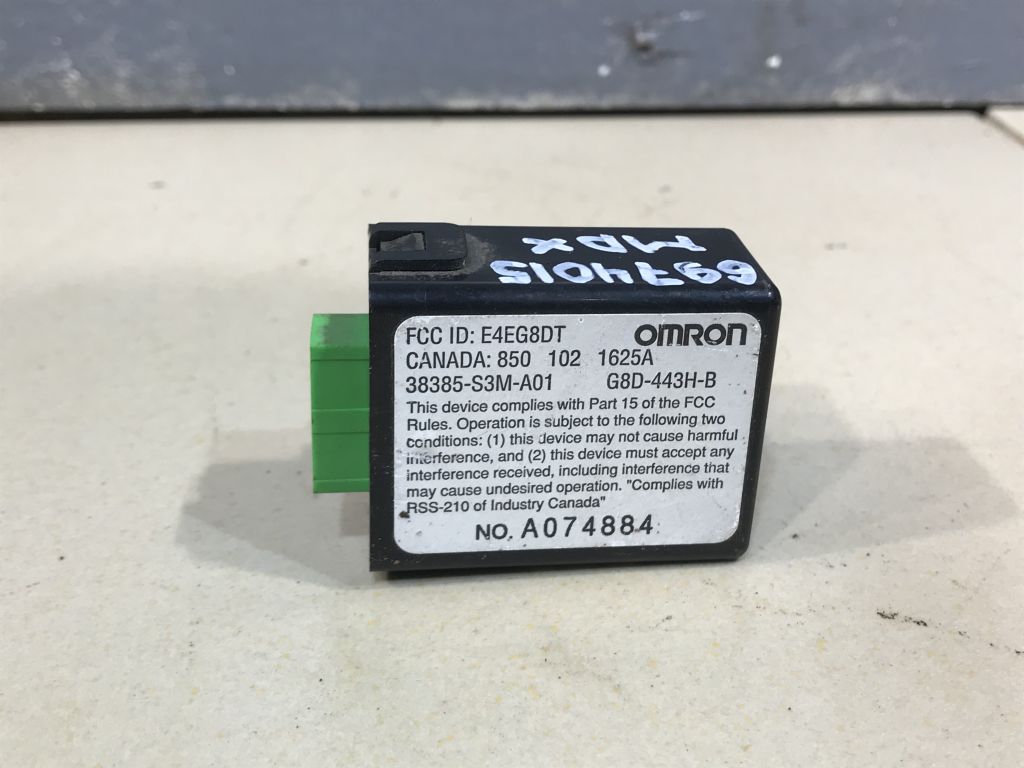 6974015
MDX
FCC ID: E4EG8DT OMRON
CANADA: 850 102 1625A
38385-S3M-A01 G8D-443H-B
This device complies with Part 15 of the FCC
Rules. Operation is subject to the following two
conditions: (1) this device may not cause harmful
interference, and (2) this device must accept any
interference received, including interference that
may cause undesired operation. "Complies with
RSS-210 of Industry Canada"
NO. A074884